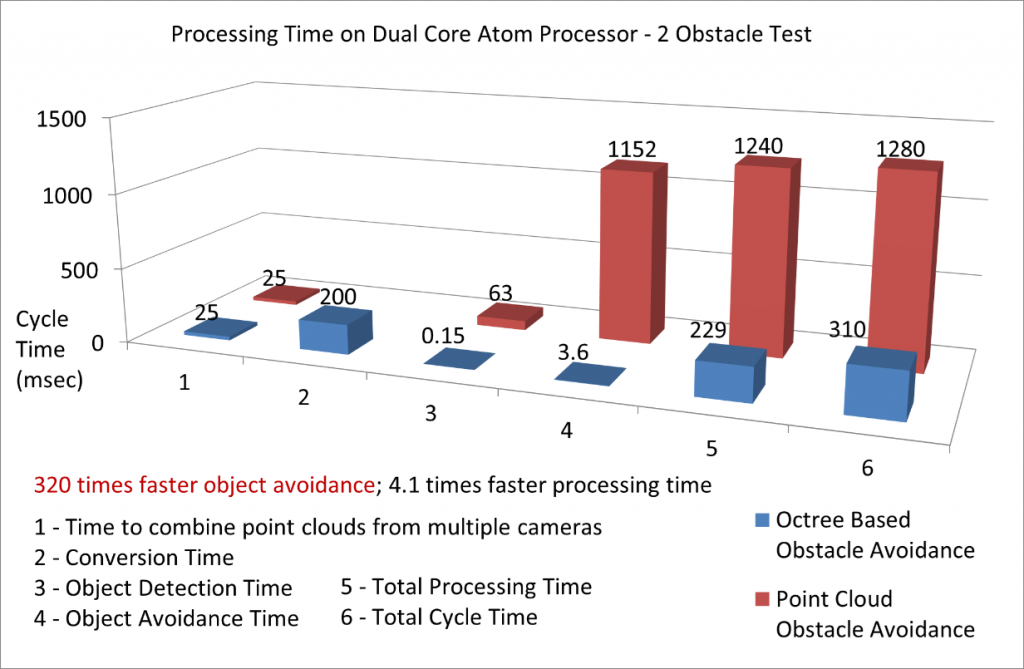 Processing Time on Dual Core Atom Processor - 2 Obstacle Test
1500
1000
500
0
Cycle
Time
(msec)
25
25
200
0.15
63
3.6
1152
229
1240
310
1280
1
2
3
4
5
6
320 times faster object avoidance; 4.1 times faster processing time
1 - Time to combine point clouds from multiple cameras
2 - Conversion Time
3 - Object Detection Time
4 - Object Avoidance Time
5 - Total Processing Time
6 - Total Cycle Time
Octree Based
Obstacle Avoidance
Point Cloud
Obstacle Avoidance